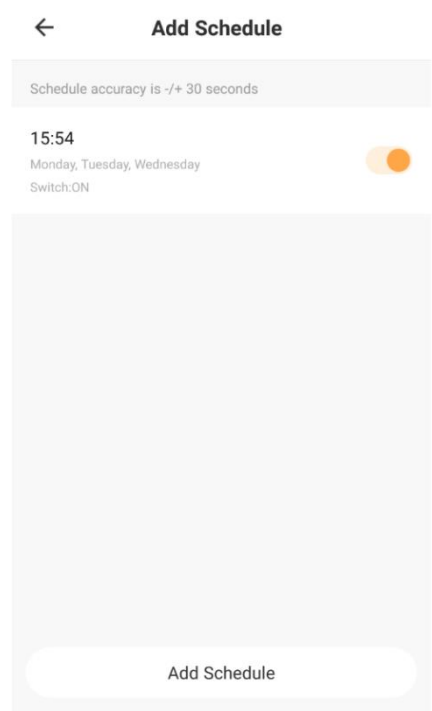 Add Schedule
Schedule accuracy is -/+ 30 seconds
15:54
Monday, Tuesday, Wednesday
Switch:ON
Add Schedule